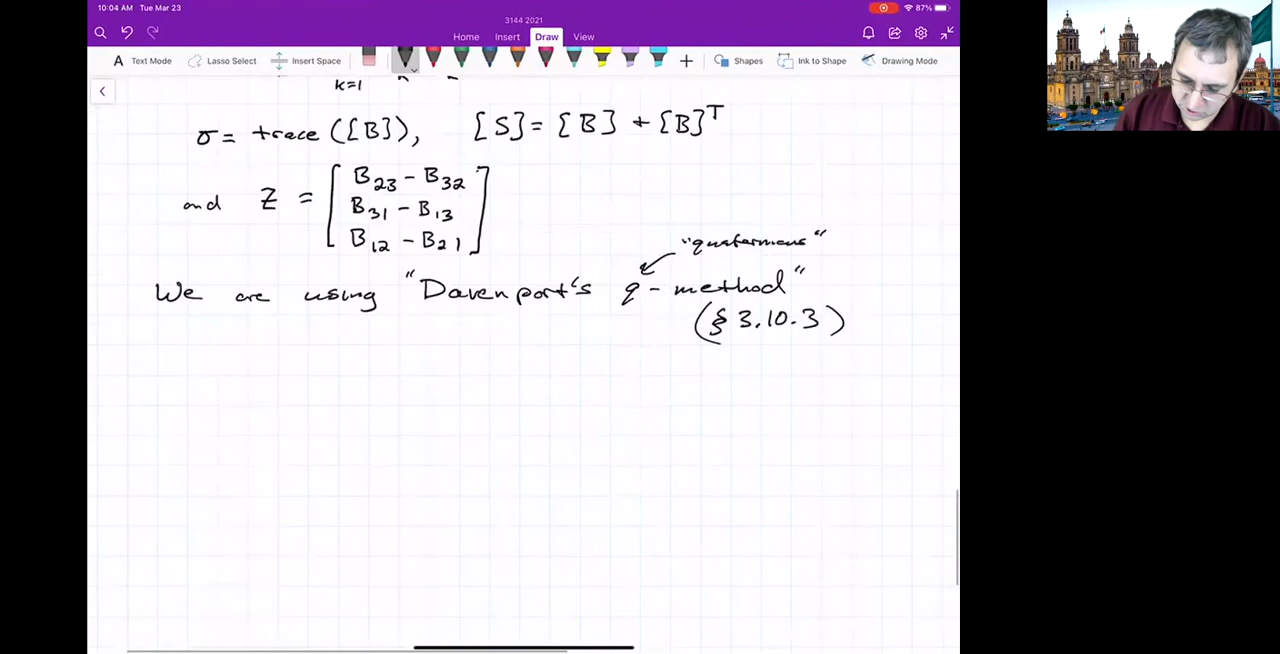 10:04 AM Tue Mar 23
87%
3144 2021
Home Insert Draw View
Text Mode Lasso Select Insert Space Shapes Ink to Shape Drawing Mode
k=1
σ = trace([B]), [S] = [B] + [B]ᵀ
and Z = [B₂₃ - B₃₂
B₃₁ - B₁₃
B₁₂ - B₂₁]
"quaternions"
We are using "Davenport's q-method"
(§ 3.10.3)